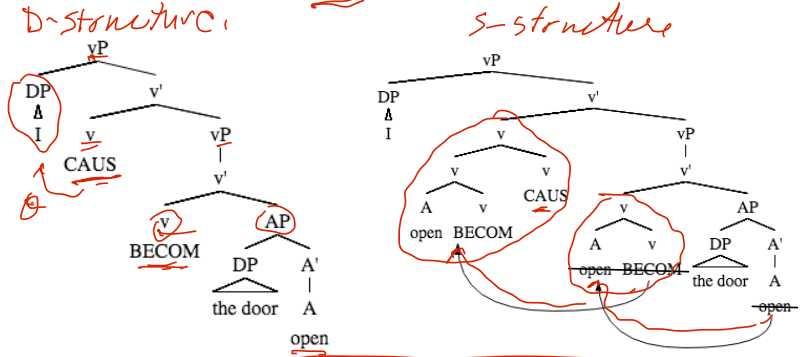 D-structure.
S-structure
vP
vP
DP
v'
DP
v'
I
v
vP
I
v
vP
CAUS
v'
v
v
v'
v
AP
A
v
CAUS
v
AP
BECOM
open BECOM
DP
A'
A
v
DP
A'
the door
A
open BECOM
the door
A
open
open